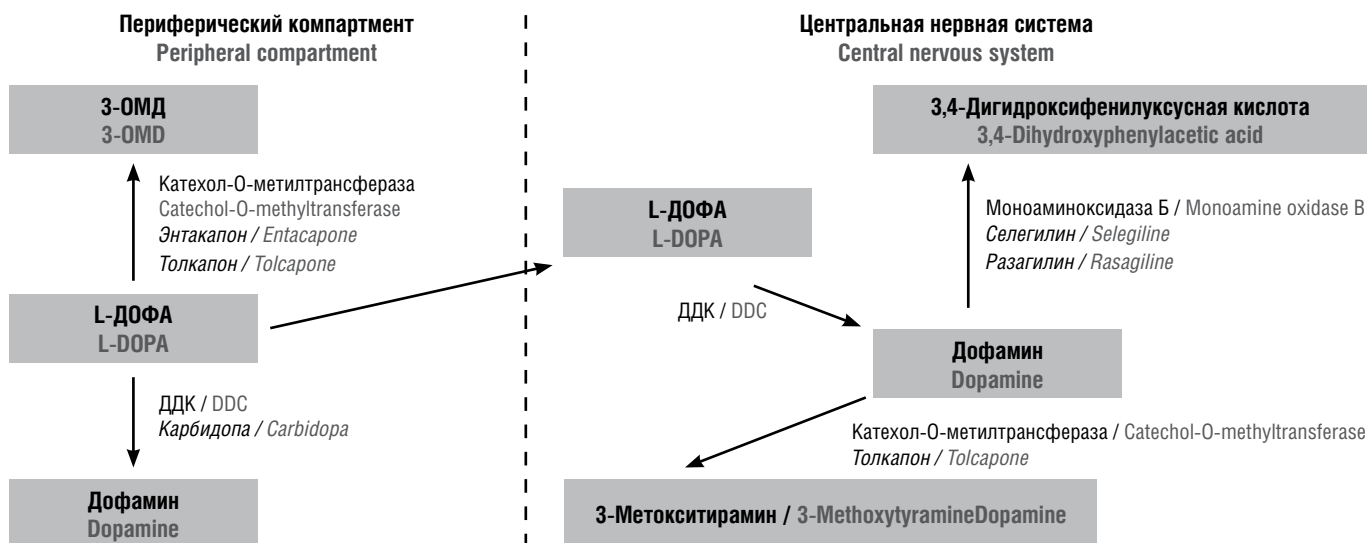 Периферический компартмент
Peripheral compartment
Центральная нервная система
Central nervous system
3-ОМД
3-OMD
Катехол-О-метилтрансфераза
Catechol-O-methyltransferase
Энтакапон / Entacapone
Толкапон / Tolcapone
L-ДОФА
L-DOPA
ДДК / DDC
Карбидопа / Carbidopa
Дофамин
Dopamine
L-ДОФА
L-DOPA
ДДК / DDC
3,4-Дигидроксифенилуксусная кислота
3,4-Dihydroxyphenylacetic acid
Моноаминоксидаза Б / Monoamine oxidase B
Селегилин / Selegiline
Разагилин / Rasagiline
Дофамин
Dopamine
Катехол-О-метилтрансфераза / Catechol-O-methyltransferase
Толкапон / Tolcapone
3-Метокситирамин / 3-MethoxytyramineDopamine